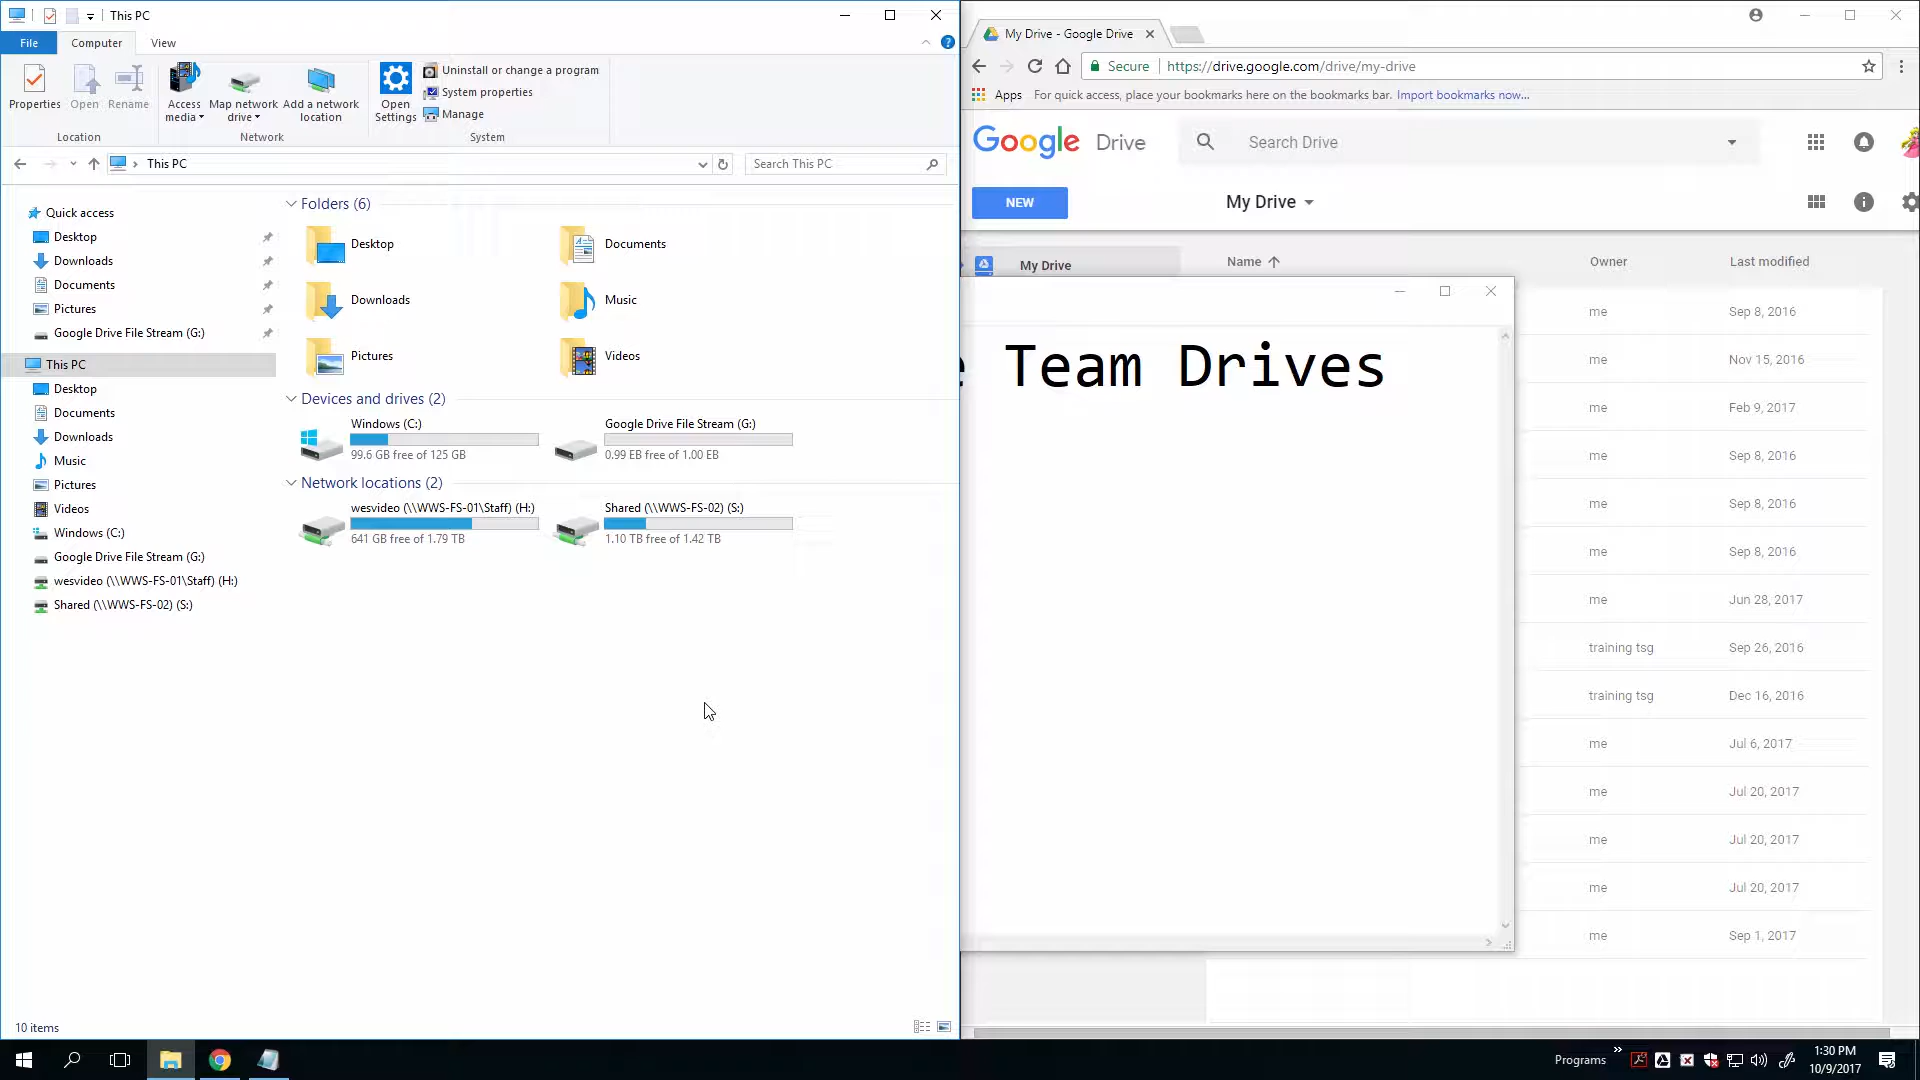 This PC
File
Computer
View
Properties
Open
Rename
Access media
Map network drive
Add a network location
Open Settings
Uninstall or change a program
System properties
Manage
Location
Network
System
This PC
Search This PC
Quick access
Desktop
Downloads
Documents
Pictures
Google Drive File Stream (G:)
This PC
Desktop
Documents
Downloads
Music
Pictures
Videos
Windows (C:)
Google Drive File Stream (G:)
wesvideo (\\WWS-FS-01\Staff) (H:)
Shared (\\WWS-FS-02) (S:)
Folders (6)
Desktop
Documents
Downloads
Music
Pictures
Videos
Devices and drives (2)
Windows (C:)
99.6 GB free of 125 GB
Google Drive File Stream (G:)
0.99 EB free of 1.00 EB
Network locations (2)
wesvideo (\\WWS-FS-01\Staff) (H:)
641 GB free of 1.79 TB
Shared (\\WWS-FS-02) (S:)
1.10 TB free of 1.42 TB
10 items
My Drive - Google Drive
Secure
https://drive.google.com/drive/my-drive
Apps
For quick access, place your bookmarks here on the bookmarks bar. Import bookmarks now...
Google Drive
Search Drive
NEW
My Drive
My Drive
Name
Owner
Last modified
e Team Drives
me Sep 8, 2016
me Nov 15, 2016
me Feb 9, 2017
me Sep 8, 2016
me Sep 8, 2016
me Sep 8, 2016
me Jun 28, 2017
training tsg Sep 26, 2016
training tsg Dec 16, 2016
me Jul 6, 2017
me Jul 20, 2017
me Jul 20, 2017
me Jul 20, 2017
me Sep 1, 2017
Programs
1:30 PM
10/9/2017